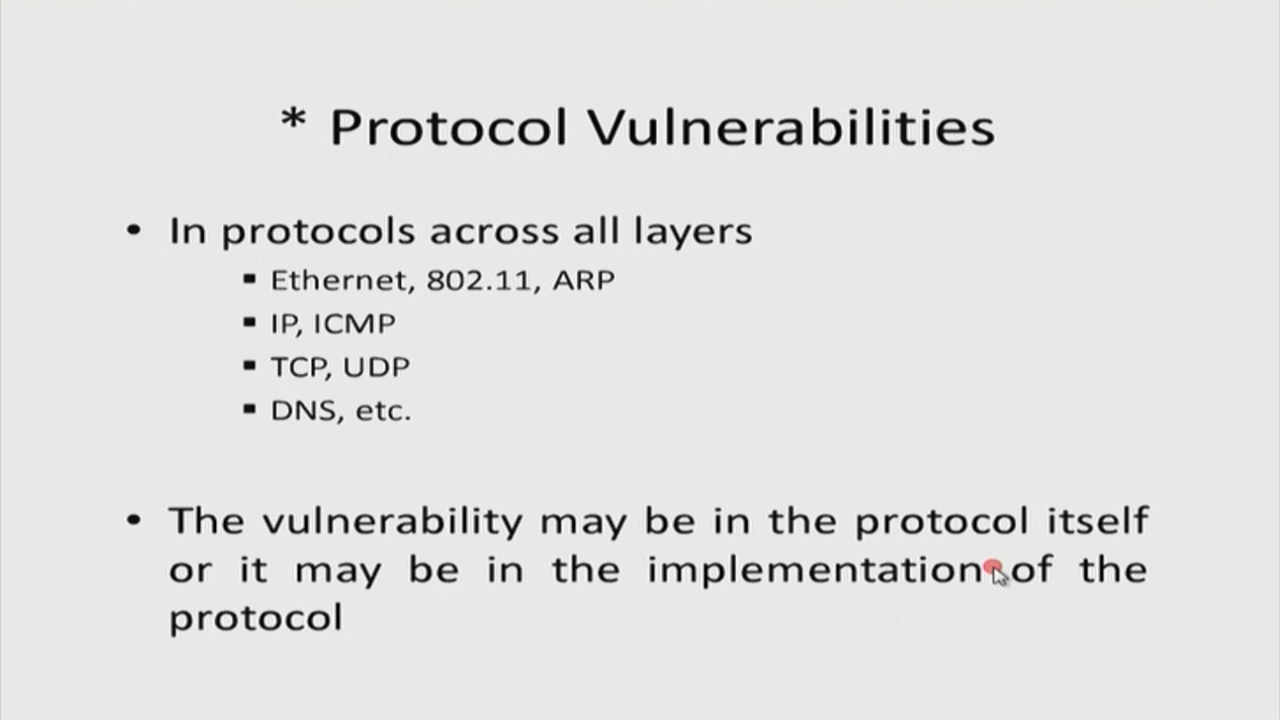 * Protocol Vulnerabilities
• In protocols across all layers
▪ Ethernet, 802.11, ARP
▪ IP, ICMP
▪ TCP, UDP
▪ DNS, etc.
• The vulnerability may be in the protocol itself
or it may be in the implementation of the
protocol